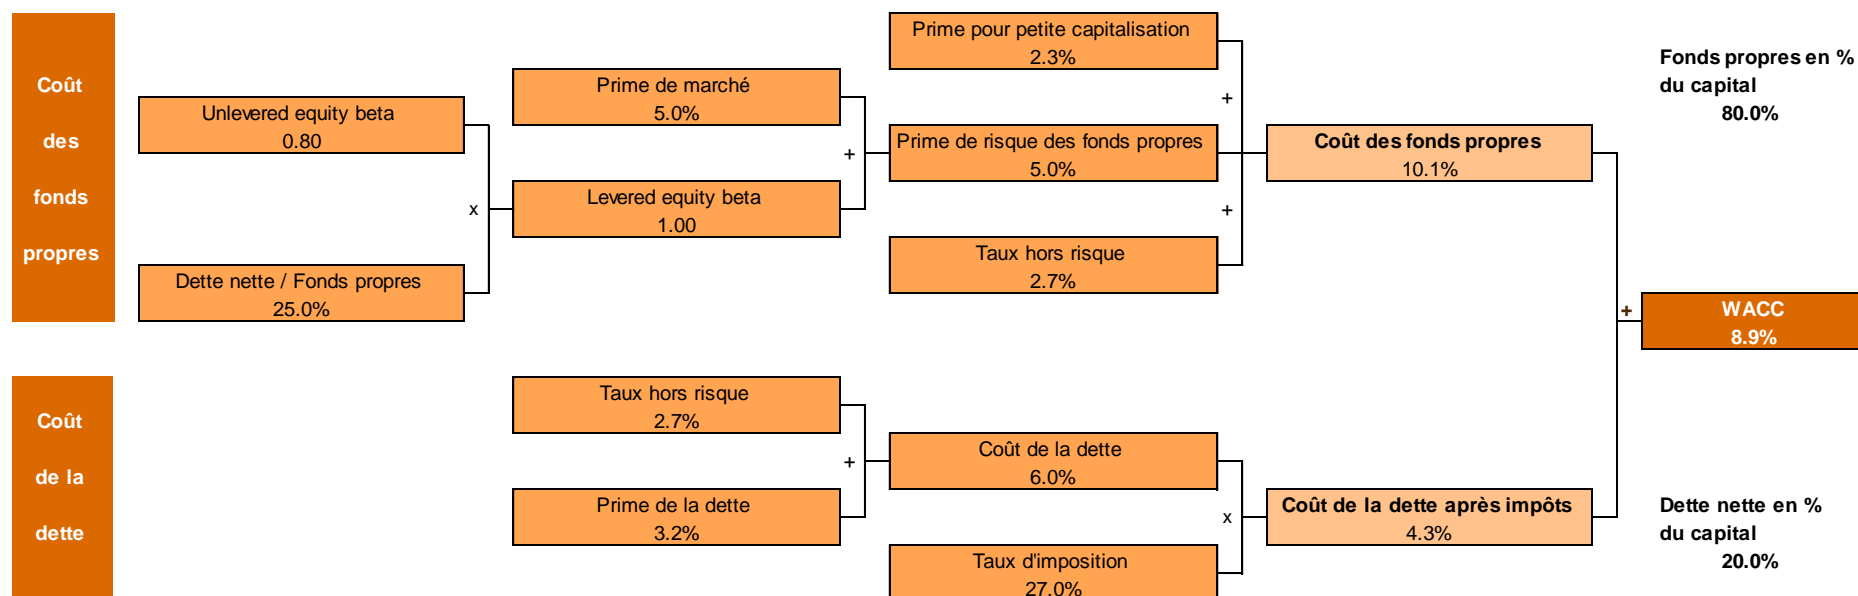 Coût
des
fonds
propres
Unlevered equity beta
0.80
x
Dette nette / Fonds propres
25.0%
Prime de marché
5.0%
+
Levered equity beta
1.00
Prime pour petite capitalisation
2.3%
+
Prime de risque des fonds propres
5.0%
+
Taux hors risque
2.7%
Coût des fonds propres
10.1%
Fonds propres en %
du capital
80.0%
+
WACC
8.9%
Coût
de la
dette
Taux hors risque
2.7%
+
Prime de la dette
3.2%
Coût de la dette
6.0%
x
Taux d'imposition
27.0%
Coût de la dette après impôts
4.3%
Dette nette en %
du capital
20.0%